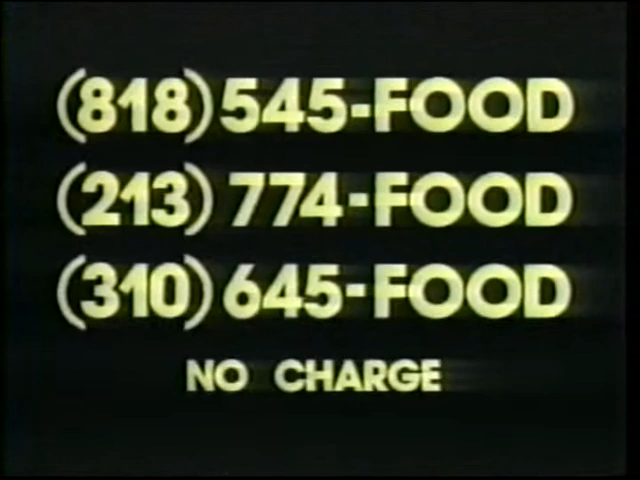 (818) 545-FOOD
(213) 774-FOOD
(310) 645-FOOD
NO CHARGE